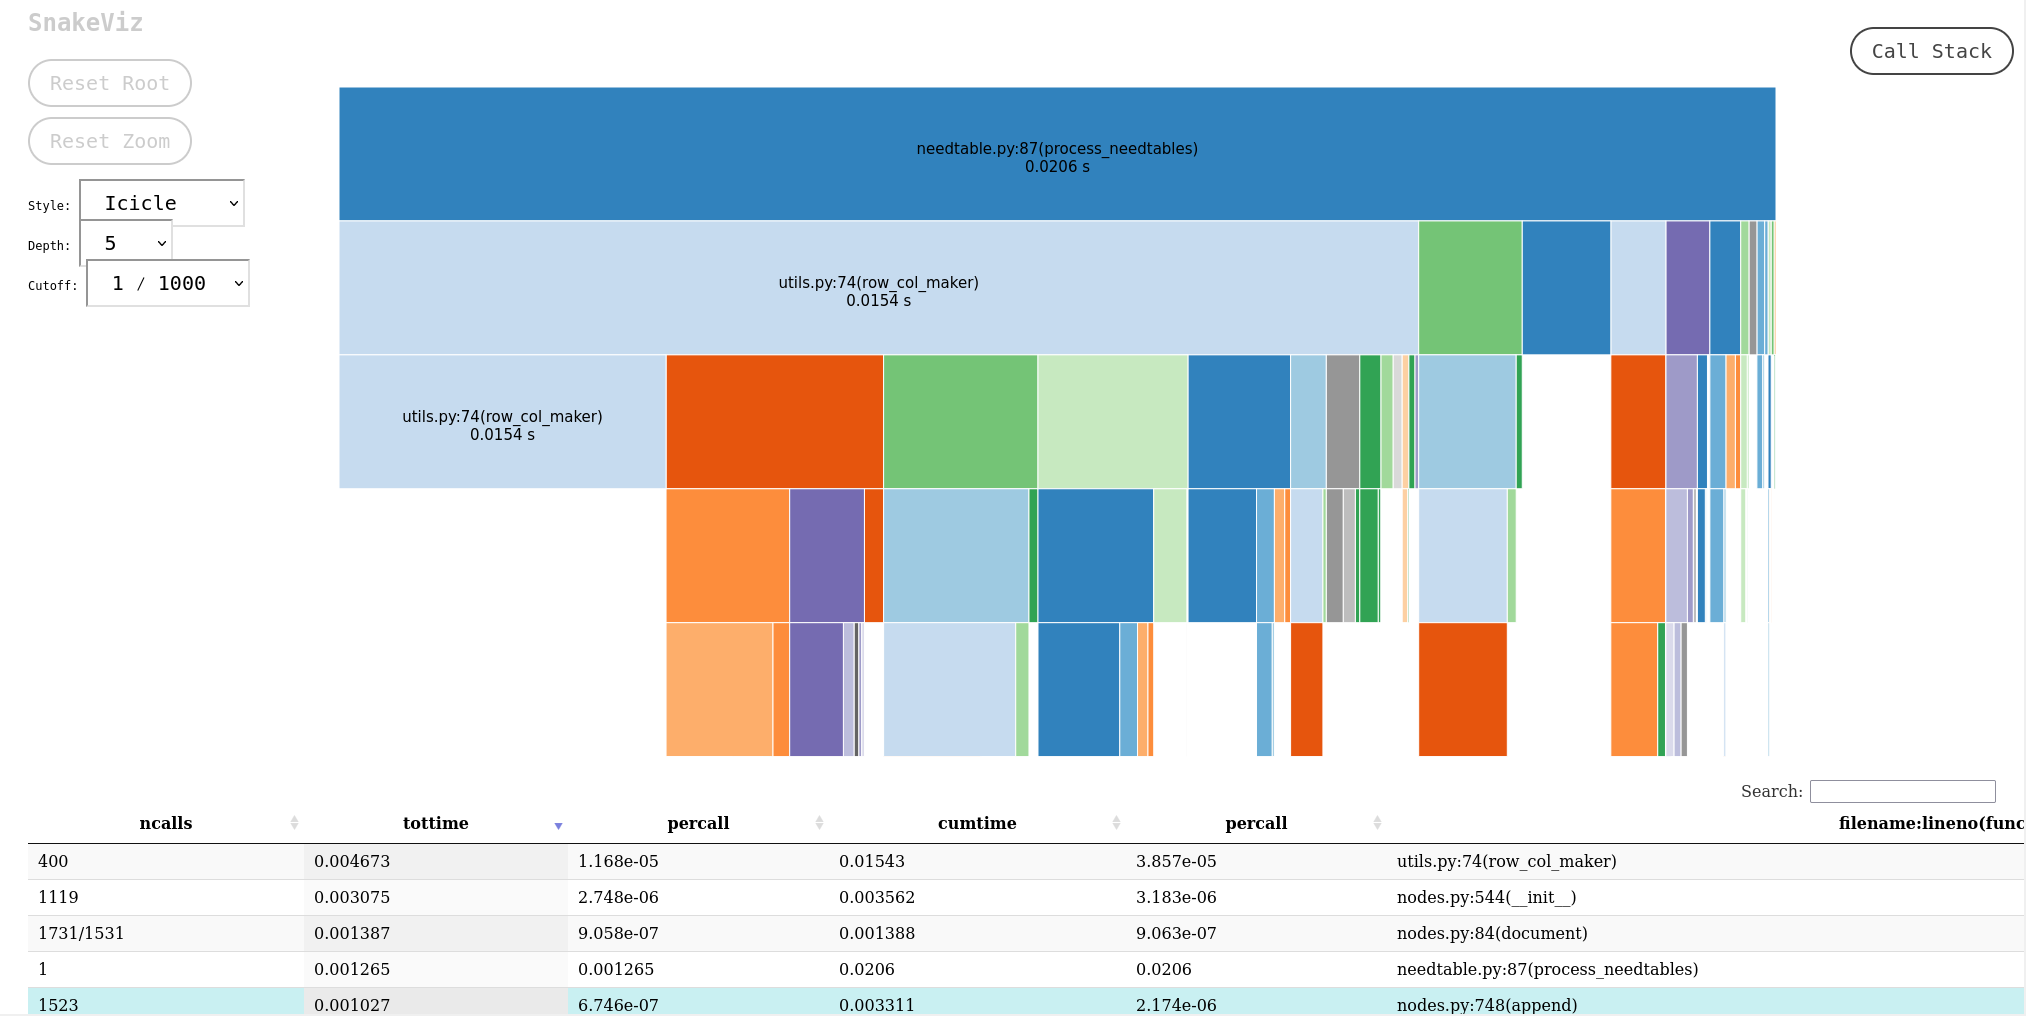 SnakeViz
Call Stack
Reset Root
Reset Zoom
Style: Icicle
Depth: 5
Cutoff: 1 / 1000
needtable.py:87(process_needtables)
0.0206 s
utils.py:74(row_col_maker)
0.0154 s
utils.py:74(row_col_maker)
0.0154 s
Search:
ncalls tottime percall cumtime percall filename:lineno(func
400 0.004673 1.168e-05 0.01543 3.857e-05 utils.py:74(row_col_maker)
1119 0.003075 2.748e-06 0.003562 3.183e-06 nodes.py:544(__init__)
1731/1531 0.001387 9.058e-07 0.001388 9.063e-07 nodes.py:84(document)
1 0.001265 0.001265 0.0206 0.0206 needtable.py:87(process_needtables)
1523 0.001027 6.746e-07 0.003311 2.174e-06 nodes.py:748(append)